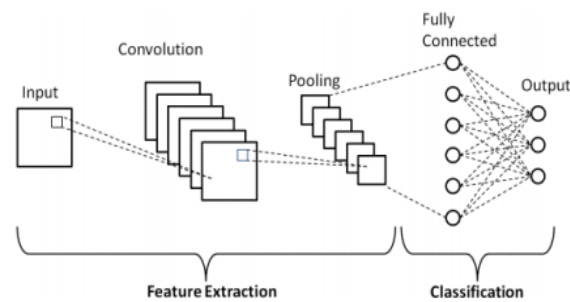 Fully
Connected
Convolution
Pooling
Input
Output
Feature Extraction
Classification